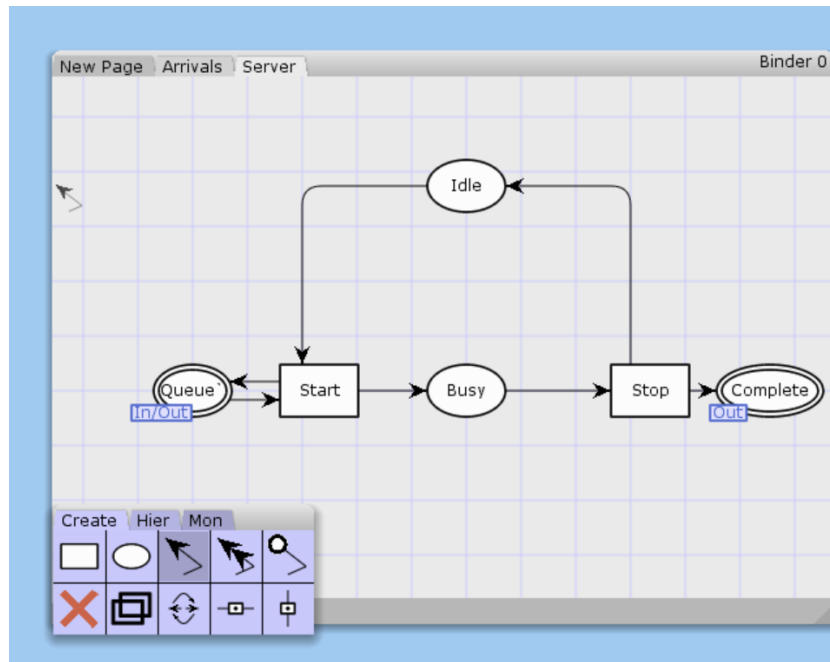 New Page Arrivals Server Binder 0
Idle
Queue` Start Busy Stop Complete
In/Out Out
Create Hier Mon